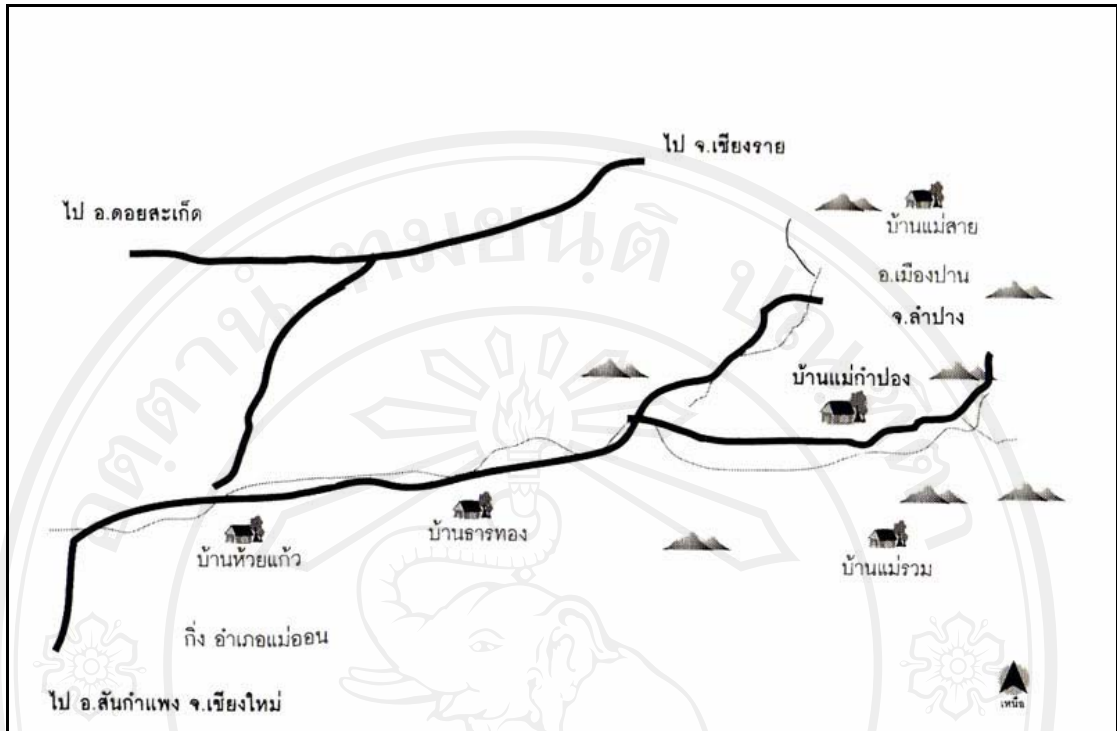 ไป จ.เชียงราย
ไป อ.ดอยสะเก็ด
บ้านแม่สาย
อ.เมืองปาน
จ.ลำปาง
บ้านแม่กำปอง
บ้านธารทอง
บ้านห้วยแก้ว
บ้านแม่รวม
กิ่ง อำเภอแม่ออน
ไป อ.สันกำแพง จ.เชียงใหม่
เหนือ